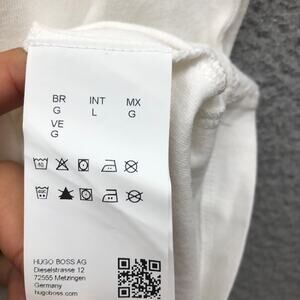 BR INT MX
G L G
VE
G
HUGO BOSS AG
Dieselstrasse 12
72555 Metzingen
Germany
hugoboss.com